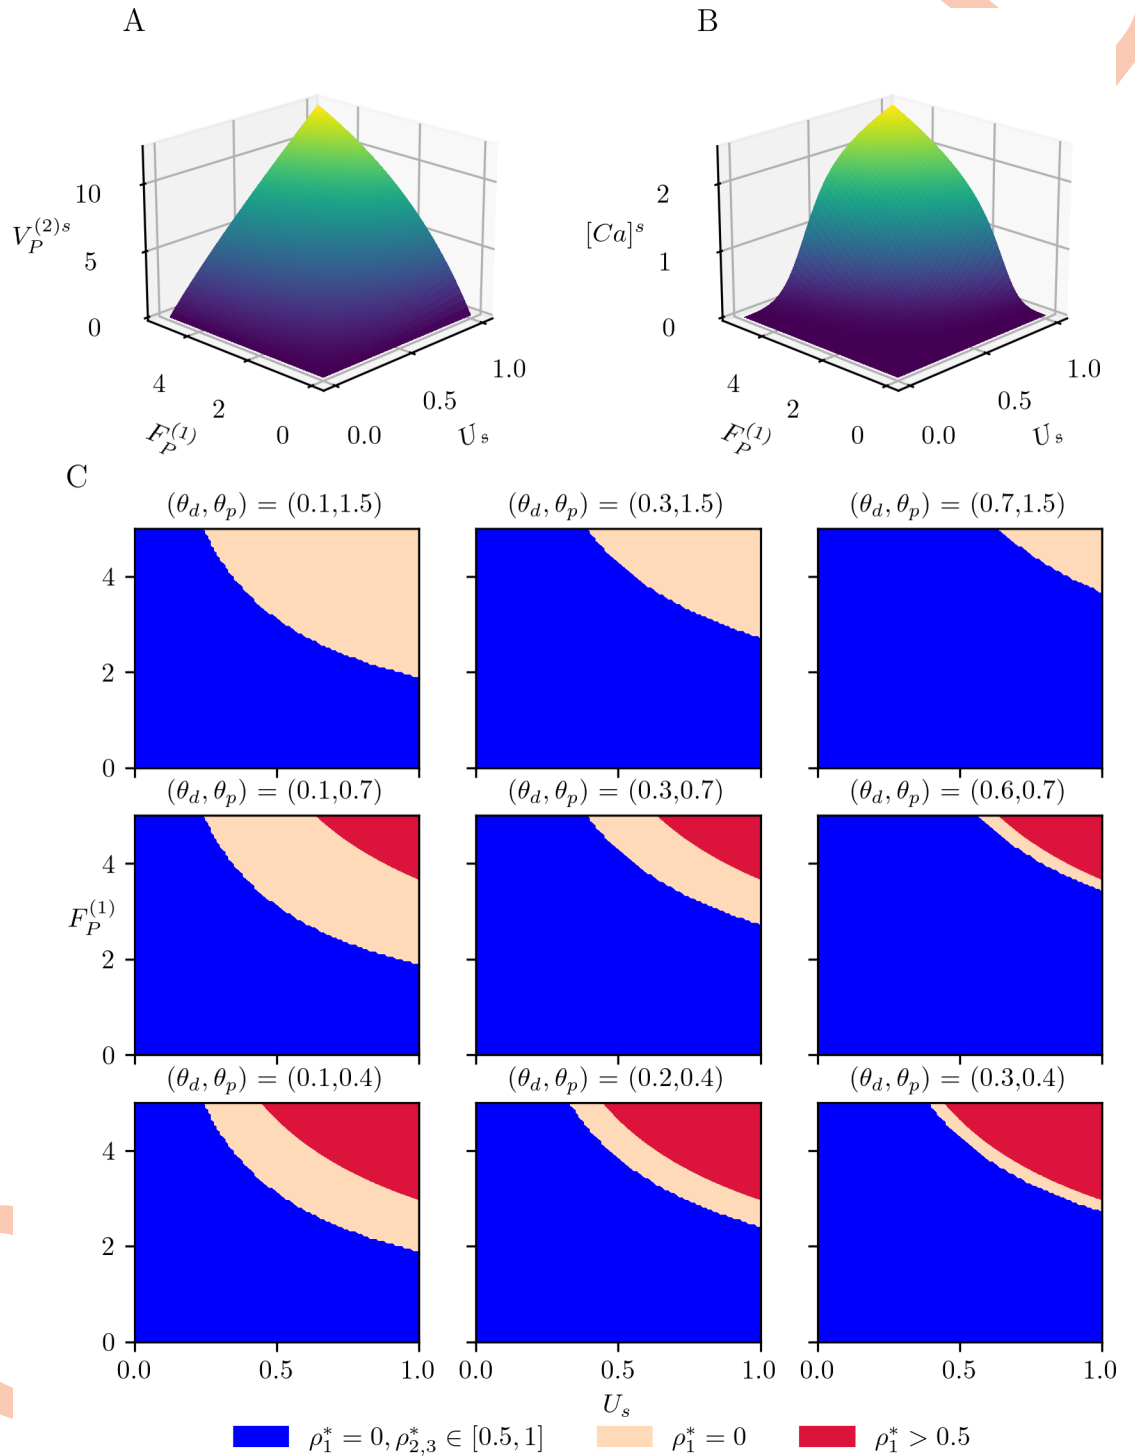 A
B
V_P^{(2)s}
10
5
0
4
2
0
F_P^{(1)}
0.0
0.5
1.0
U_s
[Ca]^s
2
1
0
4
2
0
F_P^{(1)}
0.0
0.5
1.0
U_s
C
(θ_d, θ_p) = (0.1,1.5)
(θ_d, θ_p) = (0.3,1.5)
(θ_d, θ_p) = (0.7,1.5)
4
2
0
(θ_d, θ_p) = (0.1,0.7)
(θ_d, θ_p) = (0.3,0.7)
(θ_d, θ_p) = (0.6,0.7)
4
F_P^{(1)}
2
0
(θ_d, θ_p) = (0.1,0.4)
(θ_d, θ_p) = (0.2,0.4)
(θ_d, θ_p) = (0.3,0.4)
4
2
0
0.0 0.5 1.0
0.0 0.5 1.0
0.0 0.5 1.0
U_s
ρ_1^* = 0, ρ_{2,3}^* ∈ [0.5, 1]
ρ_1^* = 0
ρ_1^* > 0.5